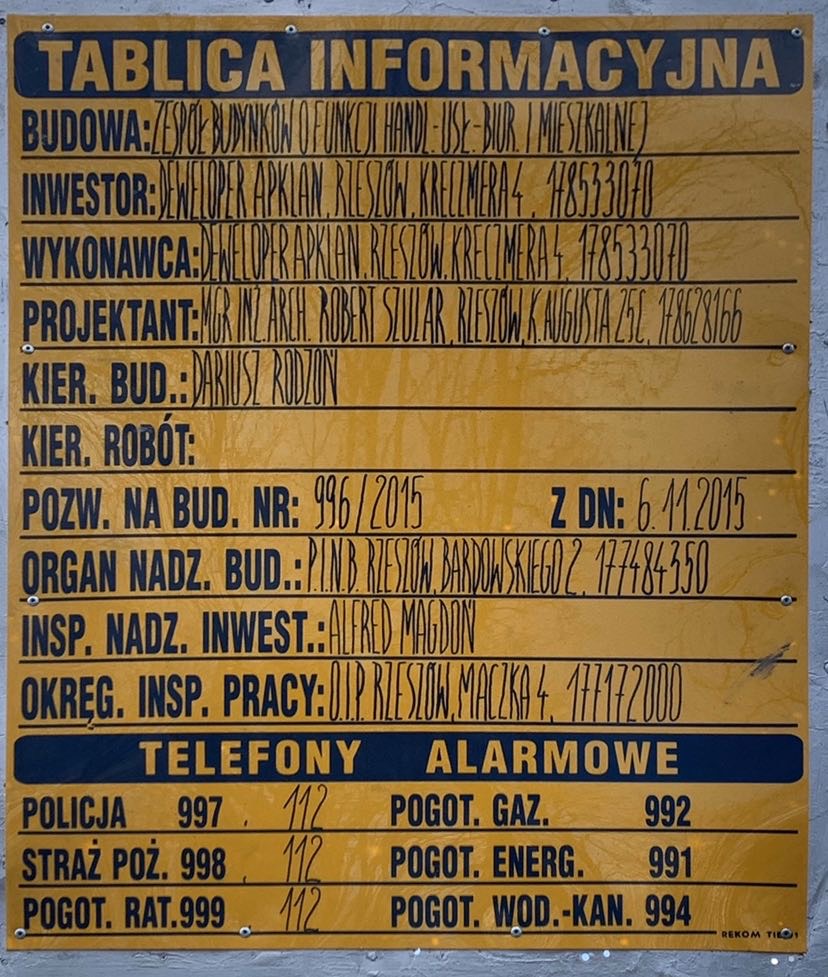 TABLICA INFORMACYJNA
BUDOWA: ZESPÓŁ BUDYNKÓW O FUNKCJI HANDL.-USŁ.-BIUR. I MIESZKALNEJ
INWESTOR: DEWELOPER APKLAN, RZESZÓW, KRECZMERA 4, 178533070
WYKONAWCA: DEWELOPER APKLAN, RZESZÓW, KRECZMERA 4, 178533070
PROJEKTANT: MGR INŻ. ARCH. ROBERT SZULAR, RZESZÓW, K. AUGUSTA 25C, 178628166
KIER. BUD.: DARIUSZ RODZOŃ
KIER. ROBÓT:
POZW. NA BUD. NR: 996/2015 Z DN: 6.11.2015
ORGAN NADZ. BUD.: P.I.N.B. RZESZÓW, BARDOWSKIEGO 2, 177484350
INSP. NADZ. INWEST.: ALFRED MAGDOŃ
OKRĘG. INSP. PRACY: O.I.P. RZESZÓW, MACZKA 4, 177172000
TELEFONY ALARMOWE
POLICJA 997, 112 POGOT. GAZ. 992
STRAŻ POŻ. 998, 112 POGOT. ENERG. 991
POGOT. RAT. 999 112 POGOT. WOD.-KAN. 994
REKOM